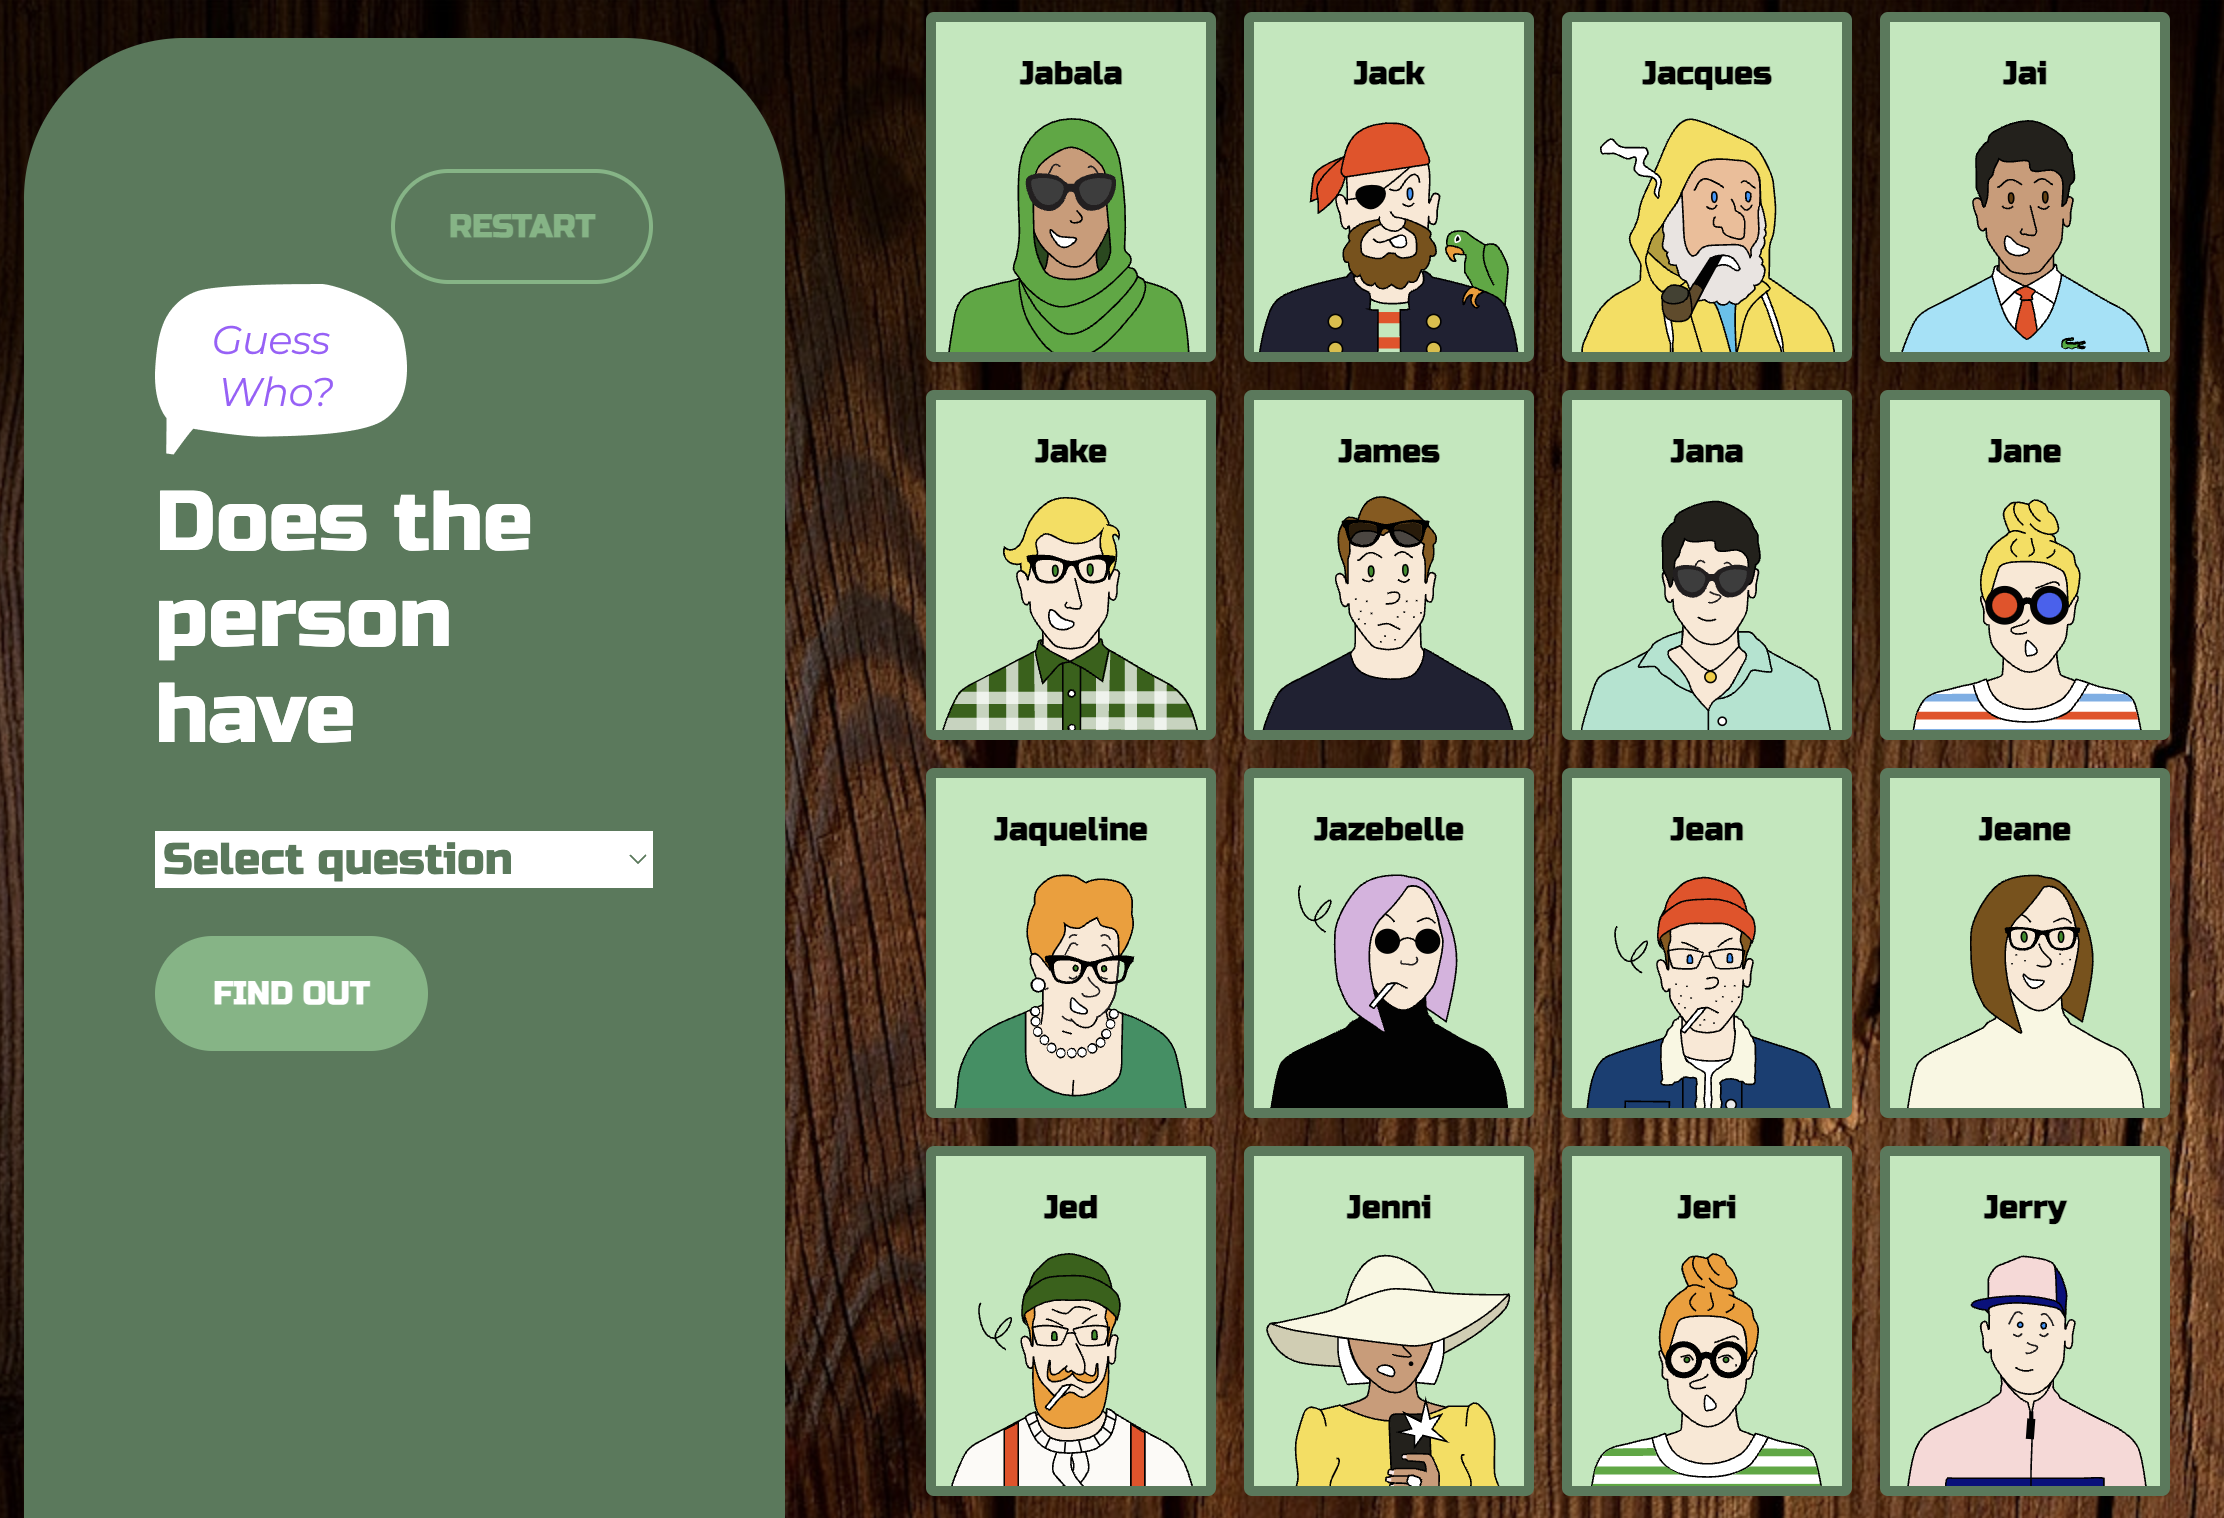 RESTART
Guess
Who?
Does the
person
have
Select question
FIND OUT
Jabala
Jack
Jacques
Jai
Jake
James
Jana
Jane
Jaqueline
Jazebelle
Jean
Jeane
Jed
Jenni
Jeri
Jerry